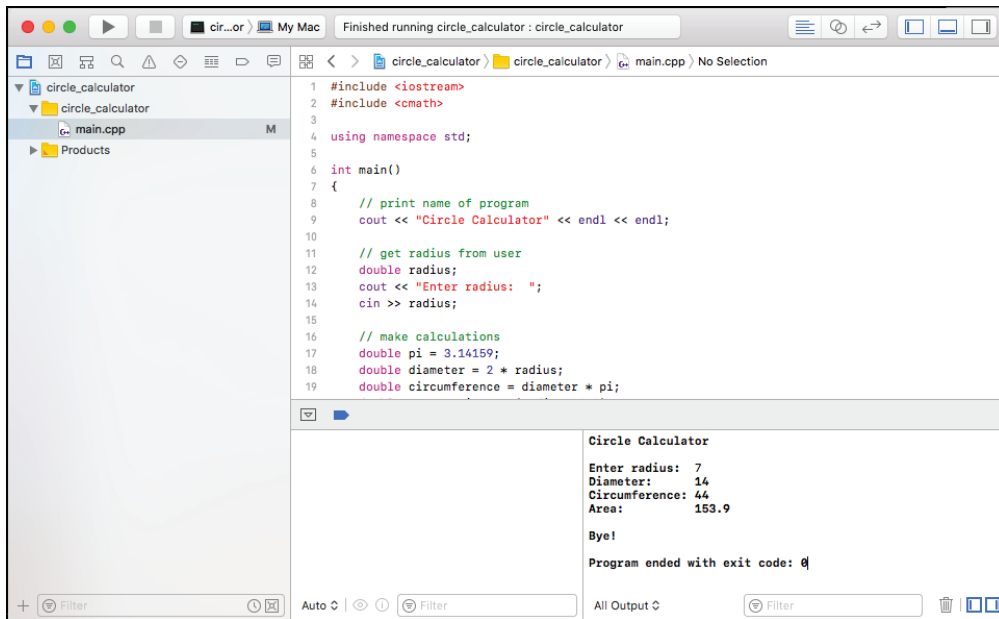 cir...or 〉 My Mac
Finished running circle_calculator : circle_calculator
circle_calculator 〉 circle_calculator 〉 main.cpp 〉 No Selection
circle_calculator
circle_calculator
main.cpp M
Products
1 #include <iostream>
2 #include <cmath>
3
4 using namespace std;
5
6 int main()
7 {
8 // print name of program
9 cout << "Circle Calculator" << endl << endl;
10
11 // get radius from user
12 double radius;
13 cout << "Enter radius:  ";
14 cin >> radius;
15
16 // make calculations
17 double pi = 3.14159;
18 double diameter = 2 * radius;
19 double circumference = diameter * pi;
Circle Calculator
Enter radius: 7
Diameter: 14
Circumference: 44
Area: 153.9
Bye!
Program ended with exit code: 0
Filter
Auto
Filter
All Output
Filter